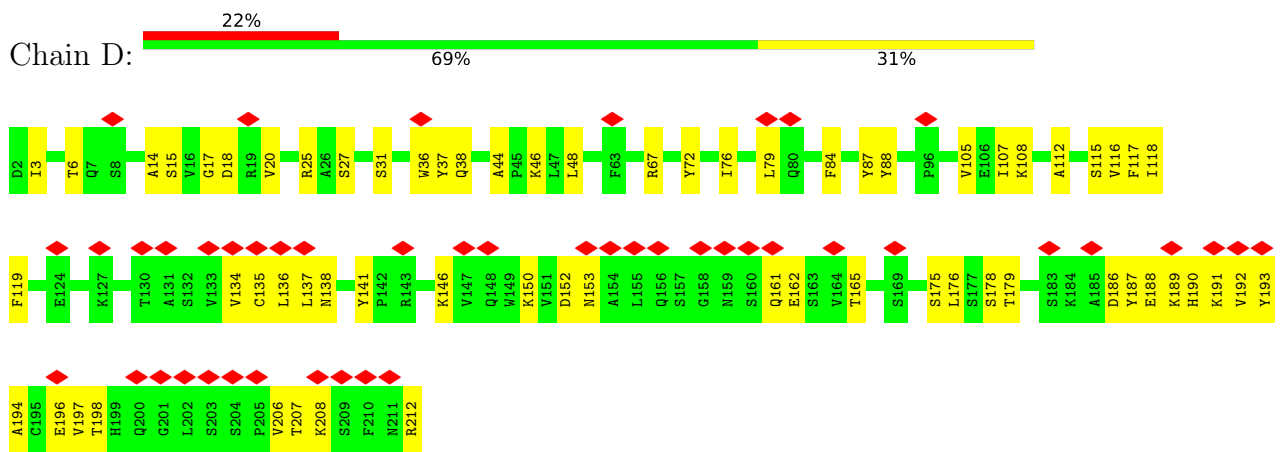 22%
Chain D:
69% 31%
D2 I3 T6 Q7 S8 A14 S15 V16 G17 D18 R19 V20 R25 A26 S27 S31 W36 Y37 Q38 A44 P45 K46 L47 L48 F63 R67 Y72 I76 L79 Q80 F84 Y87 Y88 P96 V105 E106 I107 K108 A112 S115 V116 F117 I118
F119 E124 K127 T130 A131 S132 V133 V134 C135 L136 L137 N138 Y141 P142 R143 K146 V147 Q148 W149 K150 V151 D152 N153 A154 L155 Q156 S157 G158 N159 S160 Q161 E162 S163 V164 T165 S169 S175 L176 S177 S178 T179 S183 K184 A185 D186 Y187 E188 K189 H190 K191 V192 Y193
A194 C195 E196 V197 T198 H199 Q200 G201 L202 S203 S204 P205 V206 T207 K208 S209 F210 N211 R212